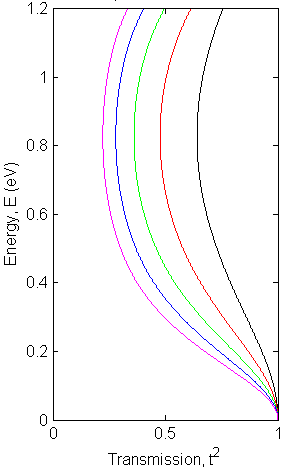 1.2
1
0.8
0.6
0.4
0.2
0
Energy, E (eV)
0 0.5 1
Transmission, t²